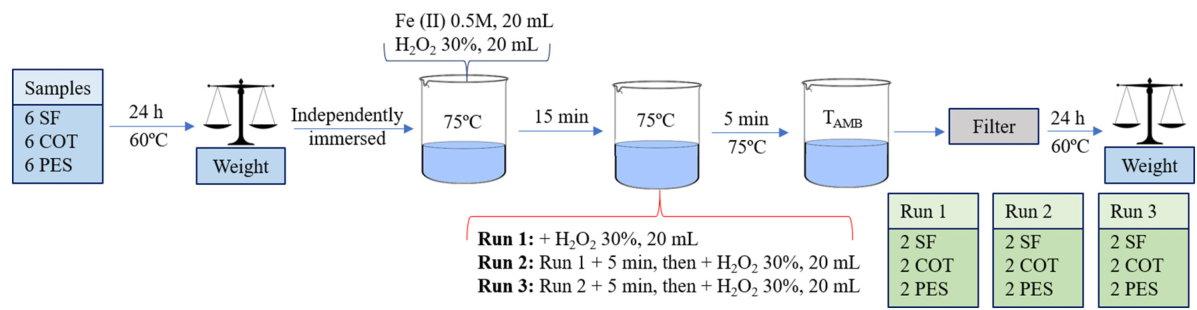 Fe (II) 0.5M, 20 mL
H₂O₂ 30%, 20 mL
Samples
6 SF
6 COT
6 PES
24 h
60ºC
Weight
Independently
immersed
75ºC
15 min
75ºC
5 min
75ºC
T_AMB
Filter
24 h
60ºC
Weight
Run 1: + H₂O₂ 30%, 20 mL
Run 2: Run 1 + 5 min, then + H₂O₂ 30%, 20 mL
Run 3: Run 2 + 5 min, then + H₂O₂ 30%, 20 mL
Run 1
2 SF
2 COT
2 PES
Run 2
2 SF
2 COT
2 PES
Run 3
2 SF
2 COT
2 PES